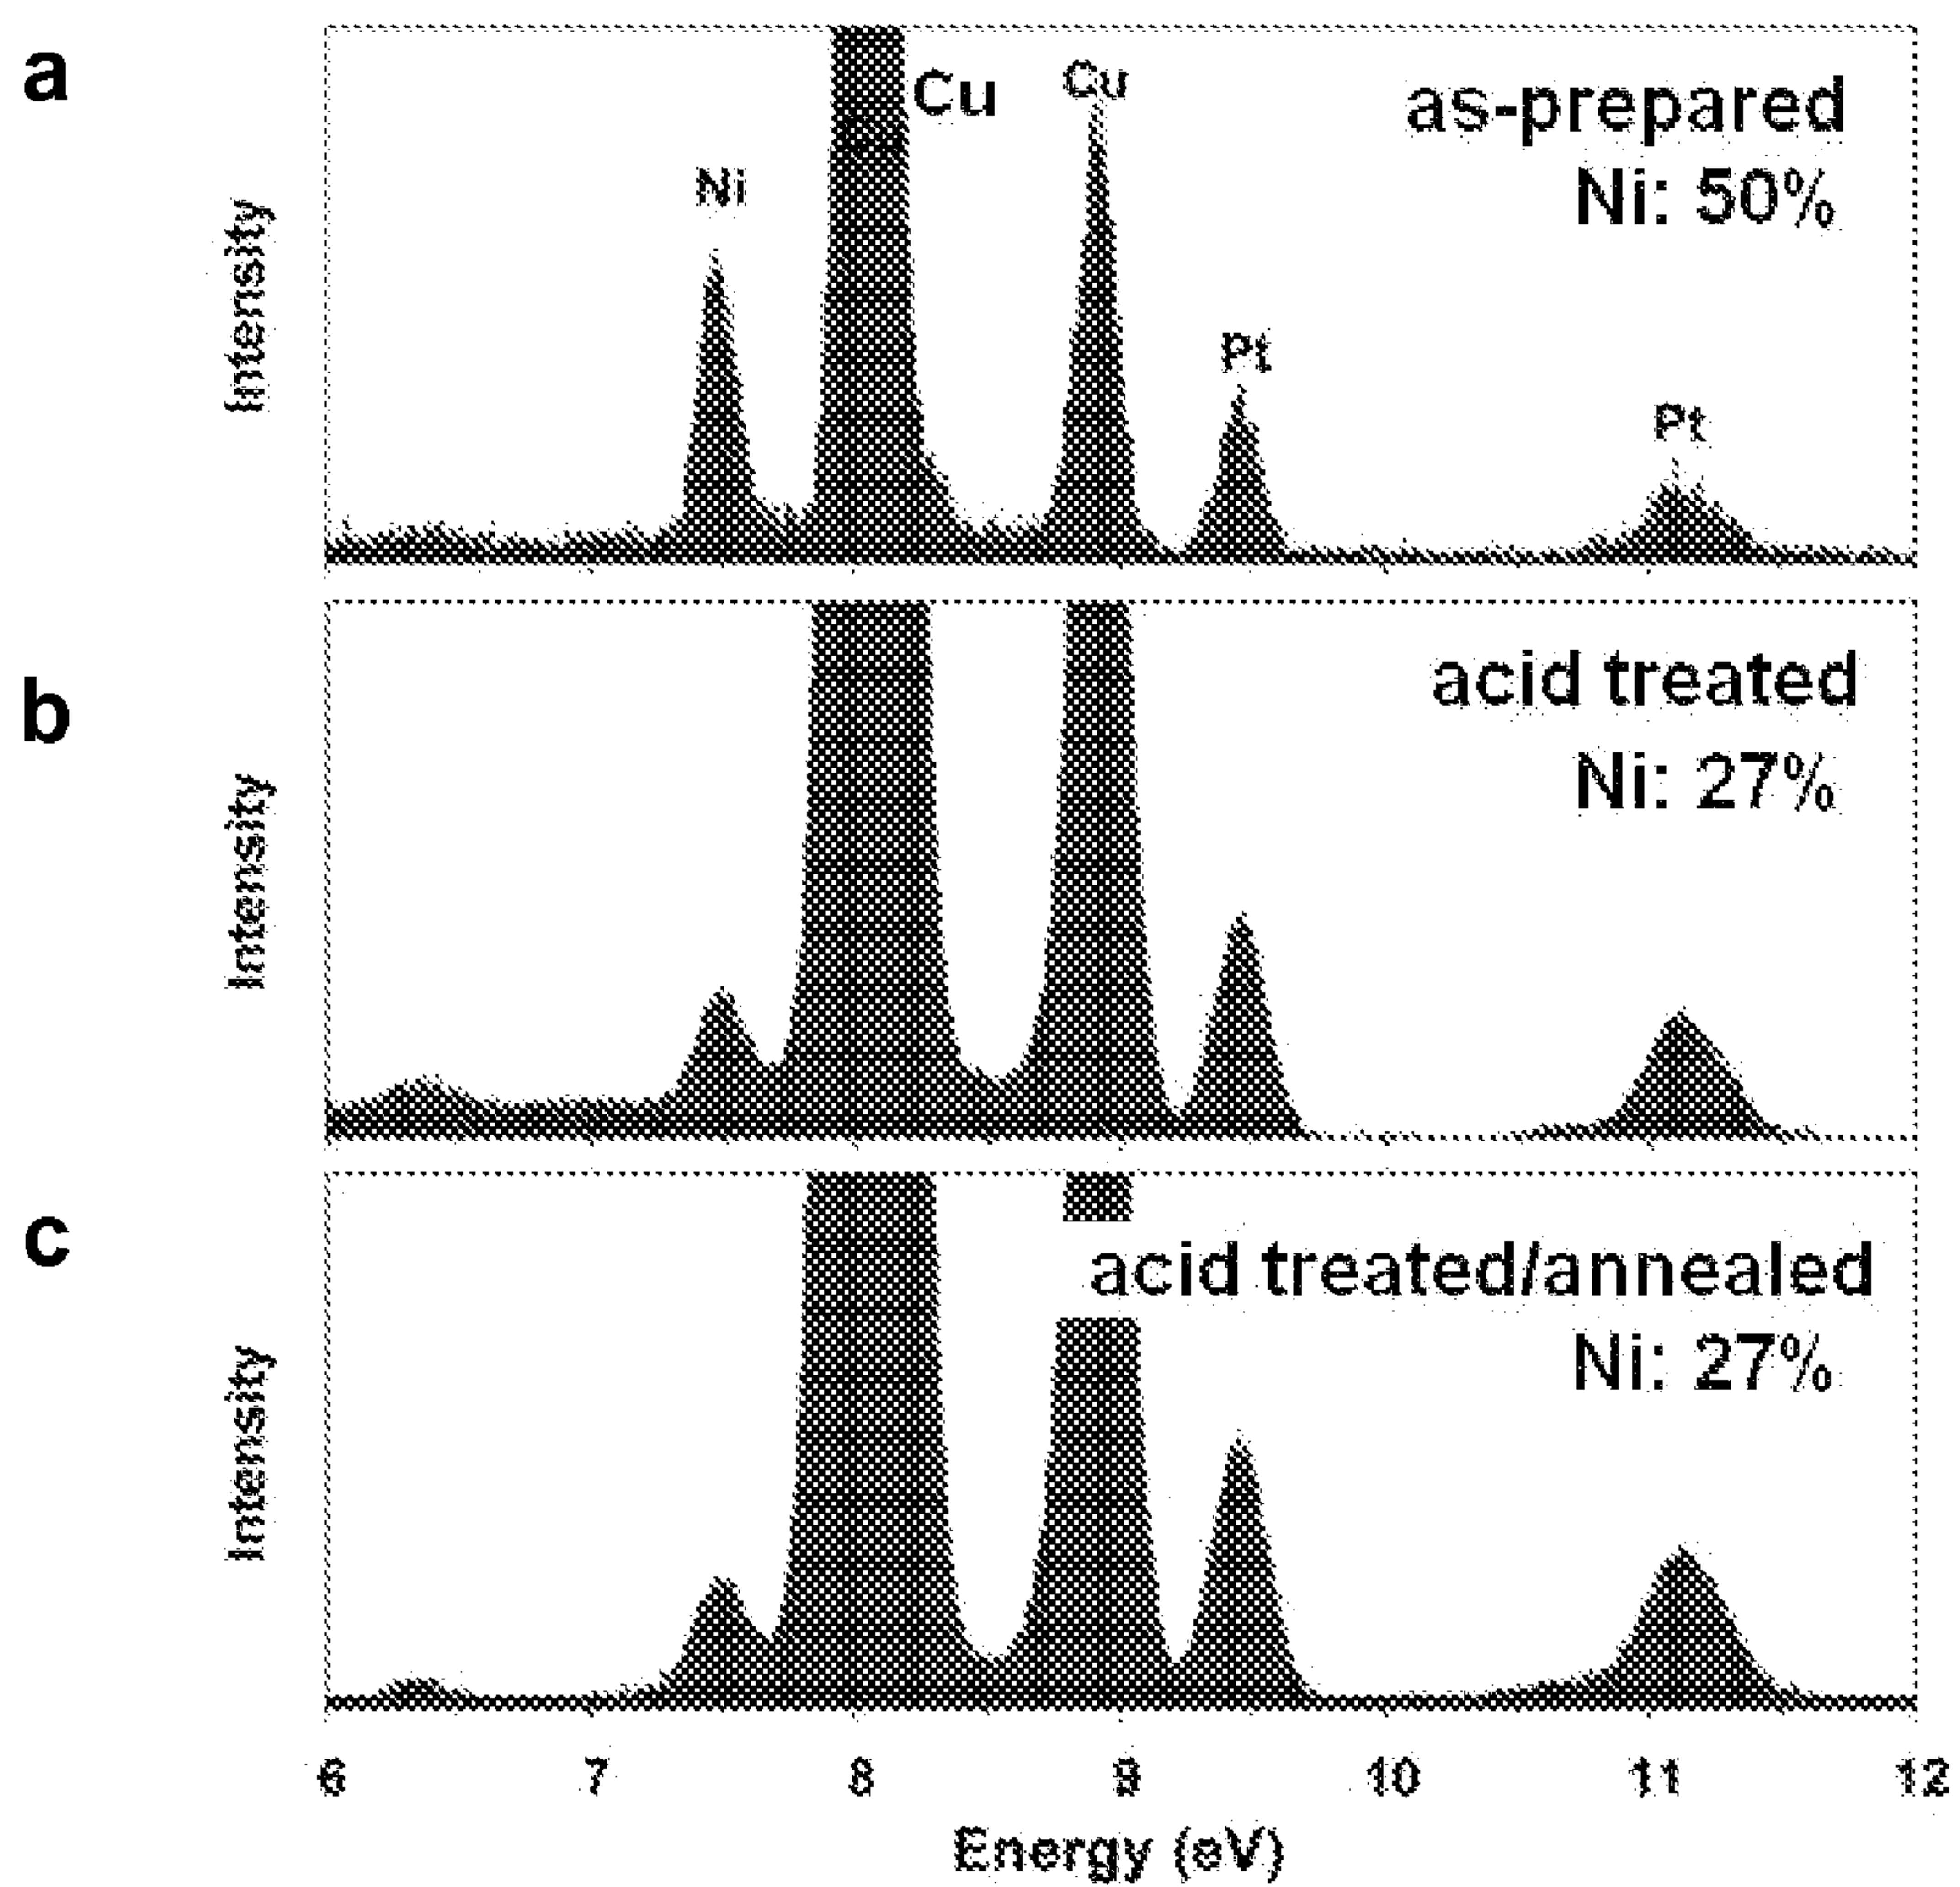 a
Cu
Cu
as-prepared
Ni: 50%
Ni
Pt
Pt
Intensity
b
acid treated
Ni: 27%
Intensity
c
acid treated/annealed
Ni: 27%
Intensity
6 7 8 9 10 11 12
Energy (eV)